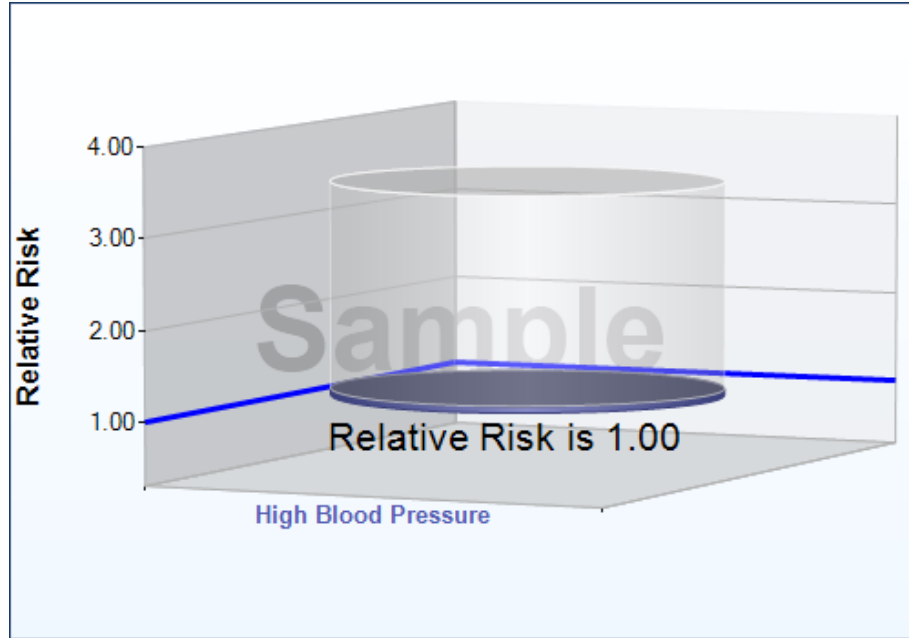 4.00
3.00
2.00
1.00
Relative Risk
Sample
Relative Risk is 1.00
High Blood Pressure